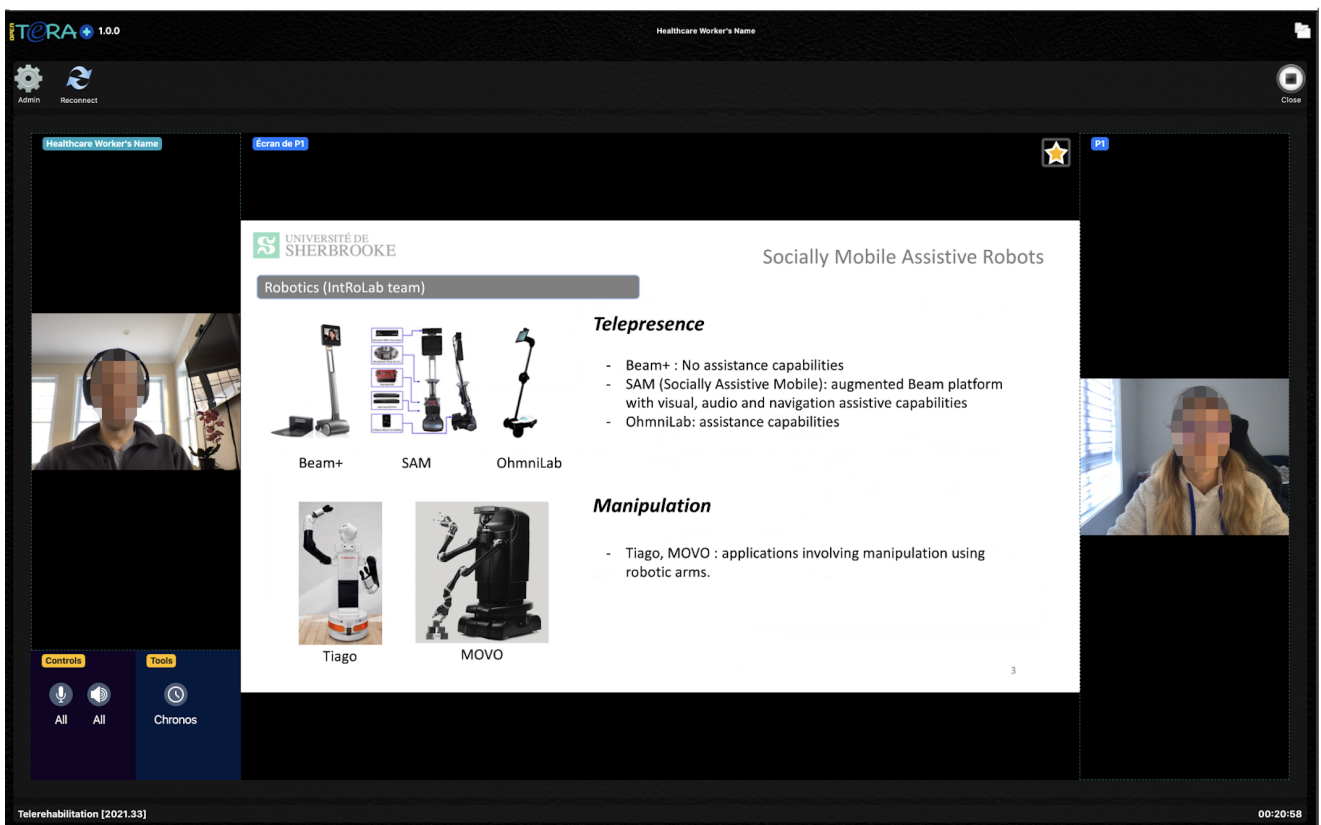 OPEN TERA+ 1.0.0
Healthcare Worker's Name
Admin
Reconnect
Close
Healthcare Worker's Name
Écran de P1
P1
UNIVERSITÉ DE
SHERBROOKE
Socially Mobile Assistive Robots
Robotics (IntRoLab team)
Telepresence
- Beam+ : No assistance capabilities
- SAM (Socially Assistive Mobile): augmented Beam platform
with visual, audio and navigation assistive capabilities
- OhmniLab: assistance capabilities
Beam+ SAM OhmniLab
Manipulation
- Tiago, MOVO : applications involving manipulation using
robotic arms.
Tiago MOVO
3
Controls
Tools
All All
Chronos
Telerehabilitation [2021.33]
00:20:58